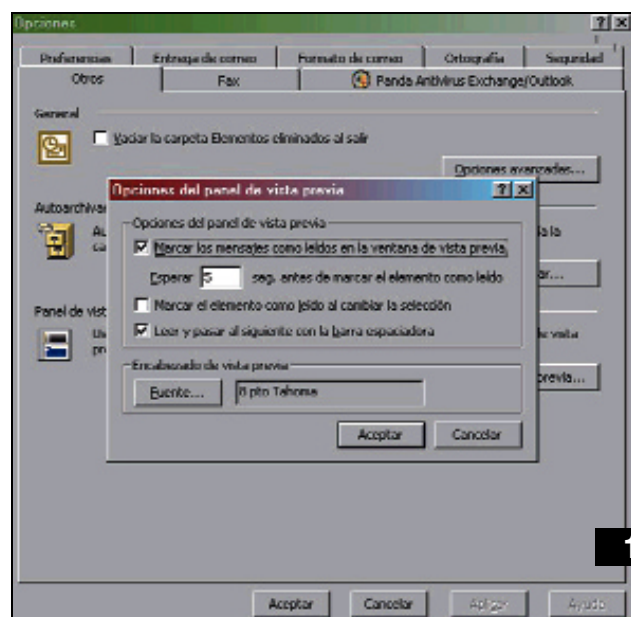 Opciones
Preferencias Entrega de correo Formato de correo Ortografía Seguridad
Otros Fax Panda Antivirus Exchange/Outlook
General
Vaciar la carpeta Elementos eliminados al salir
Opciones avanzadas...
Opciones del panel de vista previa
Autoarchivar
Opciones del panel de vista previa
Marcar los mensajes como leídos en la ventana de vista previa
Esperar 5 seg. antes de marcar el elemento como leído
Marcar el elemento como leído al cambiar la selección
Panel de vist
Leer y pasar al siguiente con la barra espaciadora
Encabezado de vista previa
Fuente... 8 pto Tahoma
previa...
Aceptar Cancelar
1
Aceptar Cancelar Aplicar Ayuda